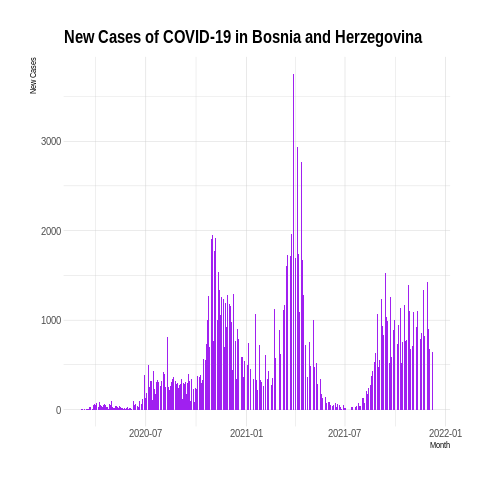 New Cases of COVID-19 in Bosnia and Herzegovina
New Cases
3000
2000
1000
0
2020-07
2021-01
2021-07
2022-01
Month